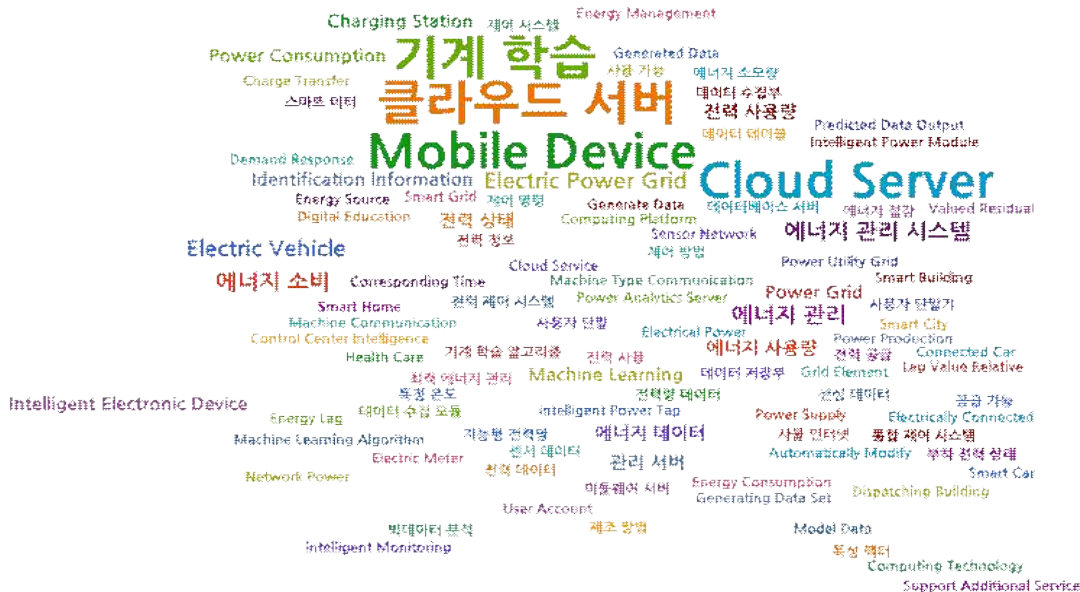 Energy Management
Charging Station 제어 시스템
Power Consumption 기계 학습 Generated Data
Charge Transfer 사용 기능 에너지 소모량
스마트 미터 클라우드 서버 데이터 수집부
전력 사용량
Predicted Data Output
데이터 테이블
Mobile Device Intelligent Power Module
Demand Response
Identification Information Electric Power Grid Cloud Server
Energy Source Smart Grid 제어 명령 Generate Data 데이터베이스 서버 에너지 절감 Valued Residual
Digital Education 전력 상태 Computing Platform
Sensor Network 에너지 관리 시스템
전력 정보
Electric Vehicle 제어 방법
Cloud Service Power Utility Grid
에너지 소비 Corresponding Time Machine Type Communication Smart Building
Power Analytics Server Power Grid
Smart Home 전력 제어 시스템 사용자 단말기
Machine Communication 사용자 단말 에너지 관리 Smart City
Control Center Intelligence Electrical Power Power Production
Health Care 기계 학습 알고리즘 전력 사용 에너지 사용량 전력 공급 Connected Car
최적 에너지 관리 Machine Learning 데이터 저장부 Grid Element Lag Value Relative
특정 온도 전력량 데이터 센싱 데이터 공급 가능
Intelligent Electronic Device
Energy Lag 데이터 수집 모듈 Intelligent Power Tap Power Supply Electrically Connected
Machine Learning Algorithm 지능형 전력망 에너지 데이터 사물 인터넷 통합 제어 시스템
Electric Meter 센서 데이터 관리 서버 Automatically Modify 부하 전력 상태
Network Power 전력 데이터 Smart Car
미들웨어 서버 Energy Consumption
Generating Data Set Dispatching Building
User Account
빅데이터 분석 제조 방법 Model Data
Intelligent Monitoring 특성 벡터
Computing Technology
Support Additional Service